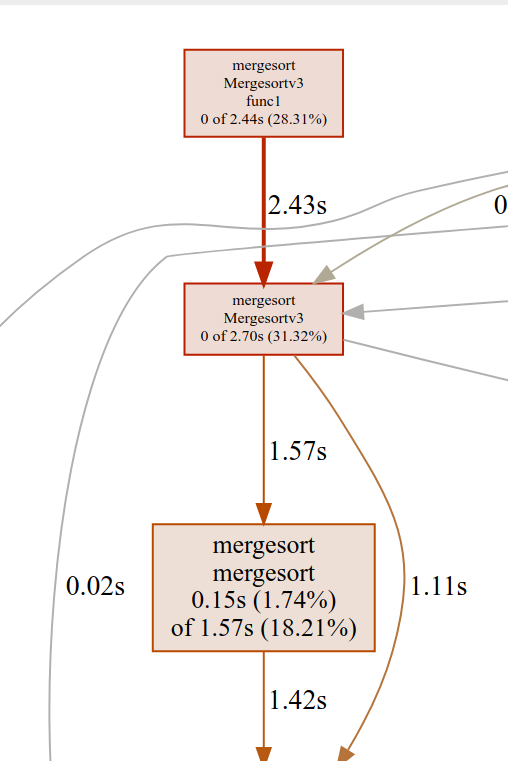 mergesort
Mergesortv3
func1
0 of 2.44s (28.31%)
2.43s
0
mergesort
Mergesortv3
0 of 2.70s (31.32%)
1.57s
mergesort
mergesort
0.15s (1.74%)
of 1.57s (18.21%)
0.02s
1.11s
1.42s